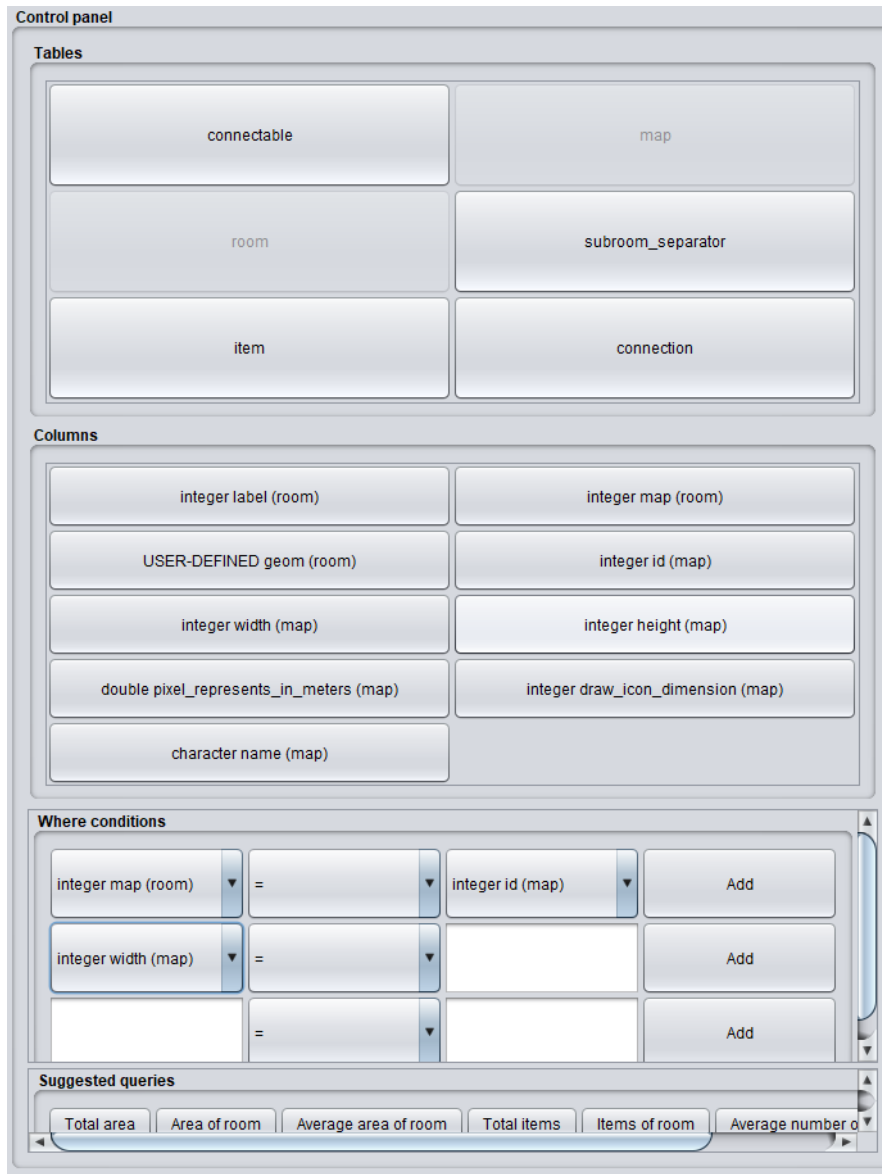 Control panel
Tables
connectable map
room subroom_separator
item connection
Columns
integer label (room) integer map (room)
USER-DEFINED geom (room) integer id (map)
integer width (map) integer height (map)
double pixel_represents_in_meters (map) integer draw_icon_dimension (map)
character name (map)
Where conditions
integer map (room) = integer id (map) Add
integer width (map) = Add
= Add
Suggested queries
Total area Area of room Average area of room Total items Items of room Average number